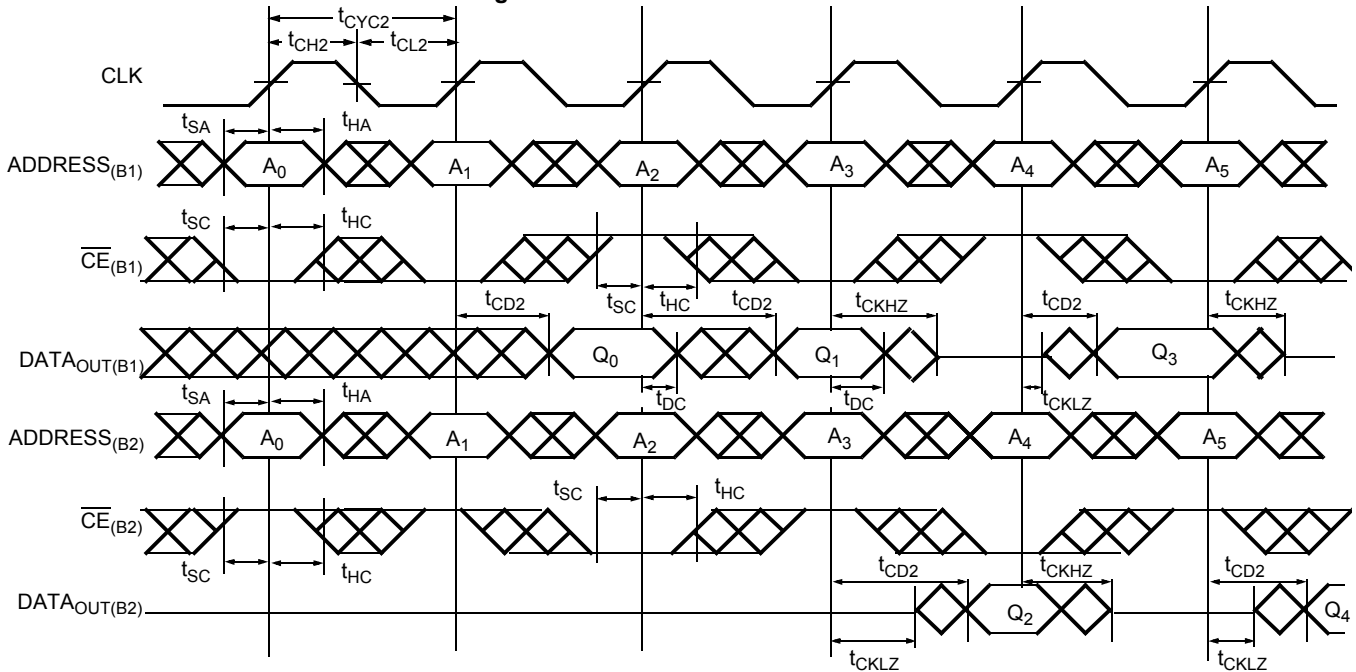 g
tCYC2
tCH2 tCL2
CLK
tSA tHA
ADDRESS(B1) A0 A1 A2 A3 A4 A5
tSC tHC
CE(B1)
tCD2 tSC tHC tCD2 tCKHZ tCD2 tCKHZ
DATAOUT(B1) Q0 Q1 Q3
tSA tHA tDC tDC tCKLZ
ADDRESS(B2) A0 A1 A2 A3 A4 A5
tSC tHC
CE(B2)
tSC tHC tCD2 tCKHZ tCD2
DATAOUT(B2) Q2 Q4
tCKLZ tCKLZ